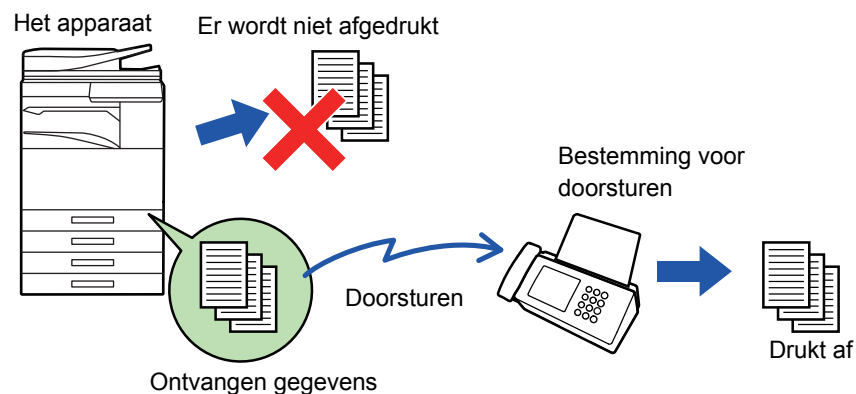 Het apparaat
Er wordt niet afgedrukt
Bestemming voor
doorsturen
Doorsturen
Drukt af
Ontvangen gegevens